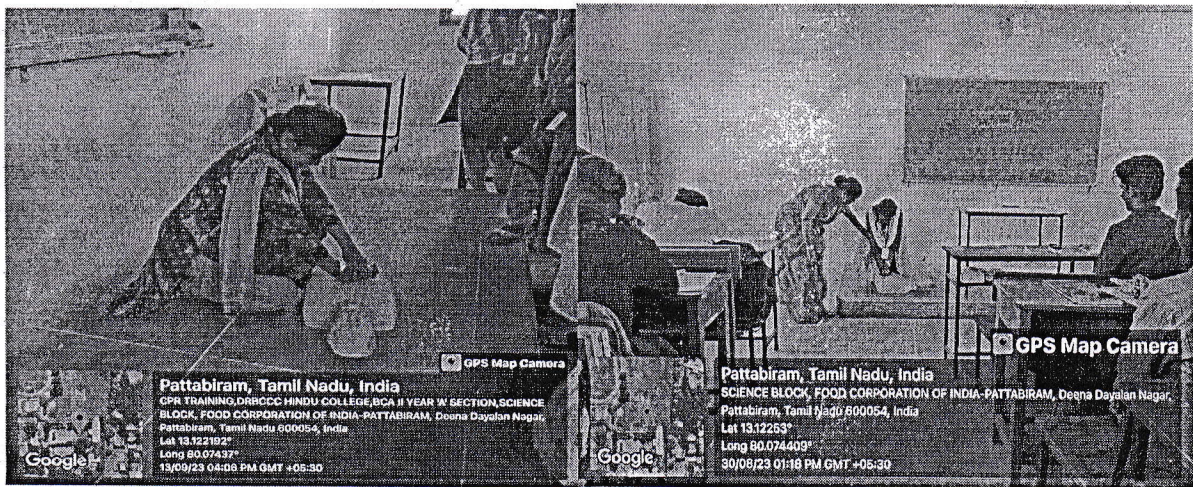 GPS Map Camera
Pattabiram, Tamil Nadu, India
CPR TRAINING,DRBCCC HINDU COLLEGE,BCA II YEAR 'A' SECTION,SCIENCE
BLOCK, FOOD CORPORATION OF INDIA-PATTABIRAM, Deena Dayalan Nagar,
Pattabiram, Tamil Nadu 600054, India
Lat 13.122192°
Long 80.07437°
13/09/23 04:06 PM GMT +05:30
Google
GPS Map Camera
Pattabiram, Tamil Nadu, India
SCIENCE BLOCK, FOOD CORPORATION OF INDIA-PATTABIRAM, Deena Dayalan Nagar,
Pattabiram, Tamil Nadu 600054, India
Lat 13.12253°
Long 80.074409°
30/08/23 01:18 PM GMT +05:30
Google